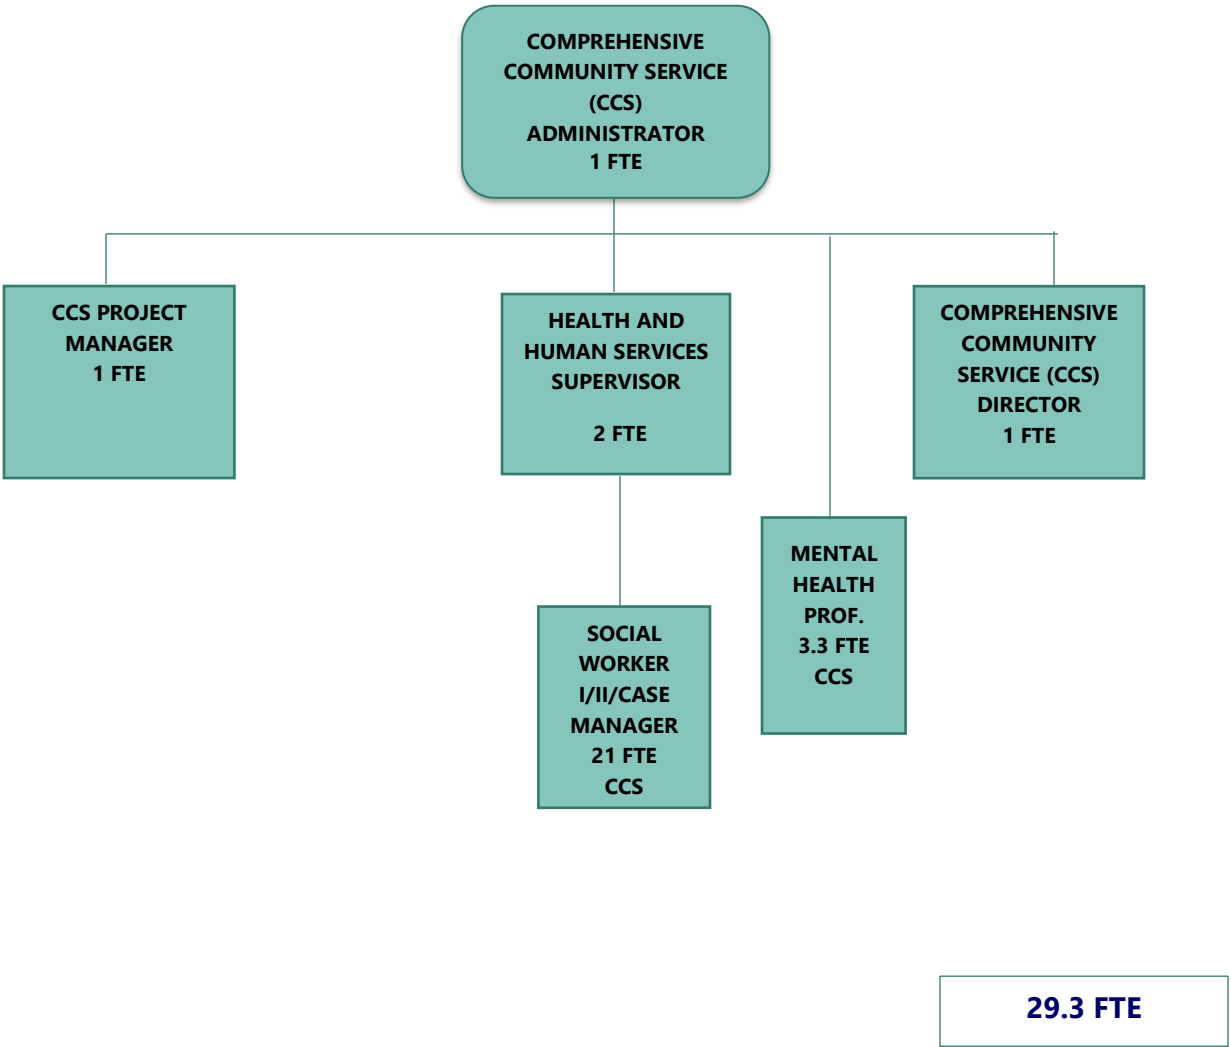 COMPREHENSIVE
COMMUNITY SERVICE
(CCS)
ADMINISTRATOR
1 FTE
CCS PROJECT
MANAGER
1 FTE
HEALTH AND
HUMAN SERVICES
SUPERVISOR
2 FTE
COMPREHENSIVE
COMMUNITY
SERVICE (CCS)
DIRECTOR
1 FTE
MENTAL
HEALTH
PROF.
3.3 FTE
CCS
SOCIAL
WORKER
I/II/CASE
MANAGER
21 FTE
CCS
29.3 FTE